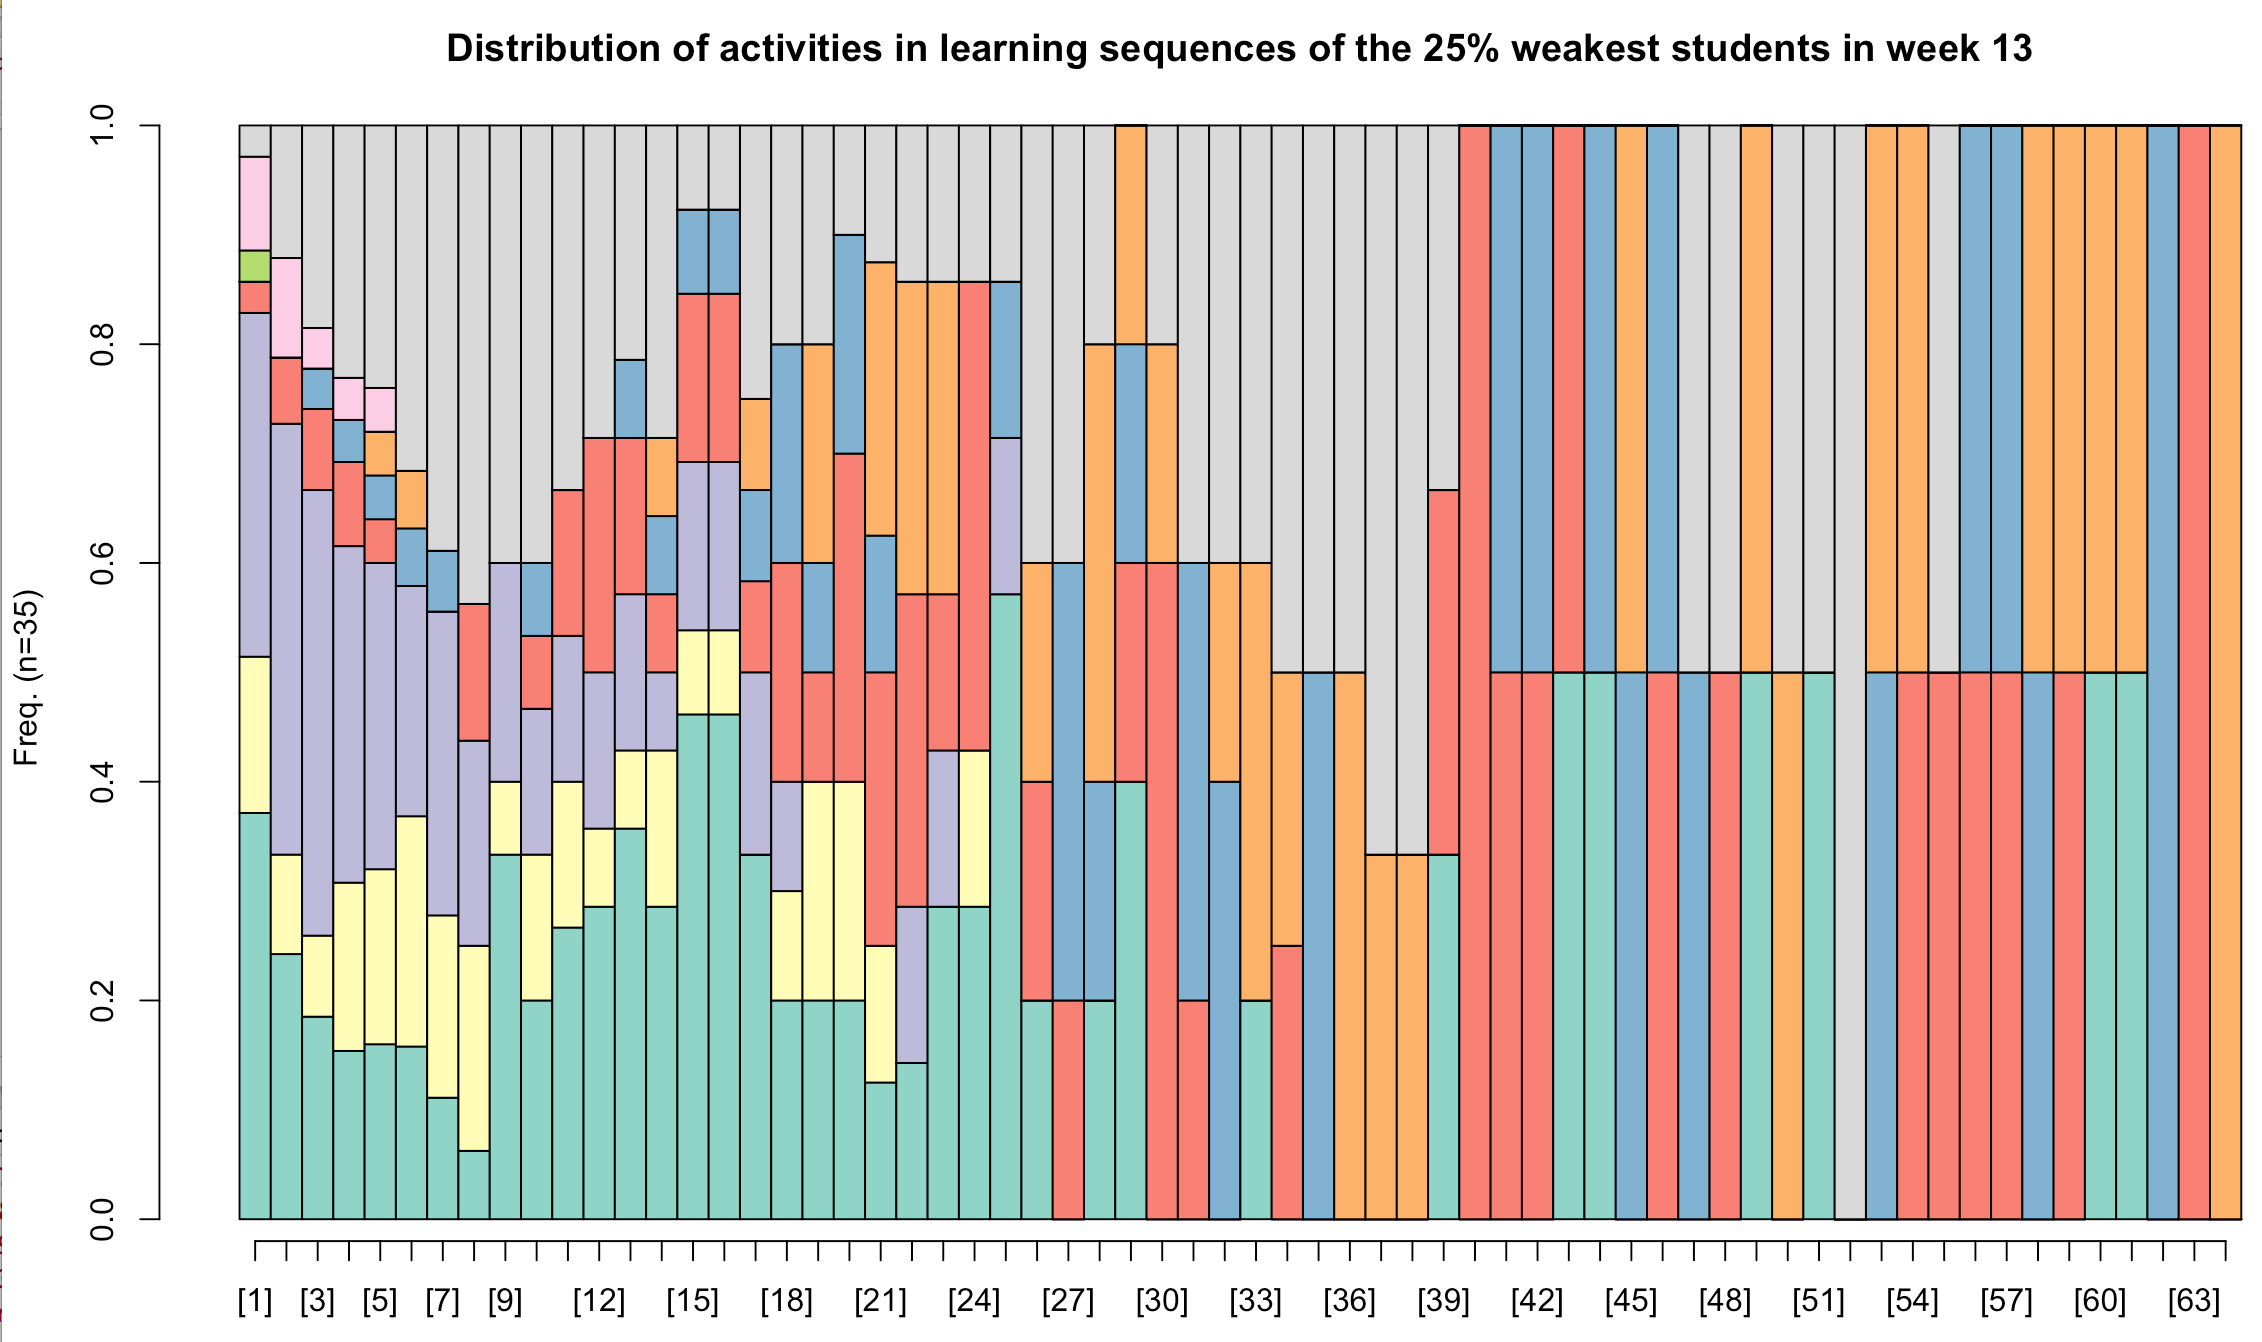 Distribution of activities in learning sequences of the 25% weakest students in week 13
Freq. (n=35)
1.0
0.8
0.6
0.4
0.2
0.0
[1] [3] [5] [7] [9] [12] [15] [18] [21] [24] [27] [30] [33] [36] [39] [42] [45] [48] [51] [54] [57] [60] [63]